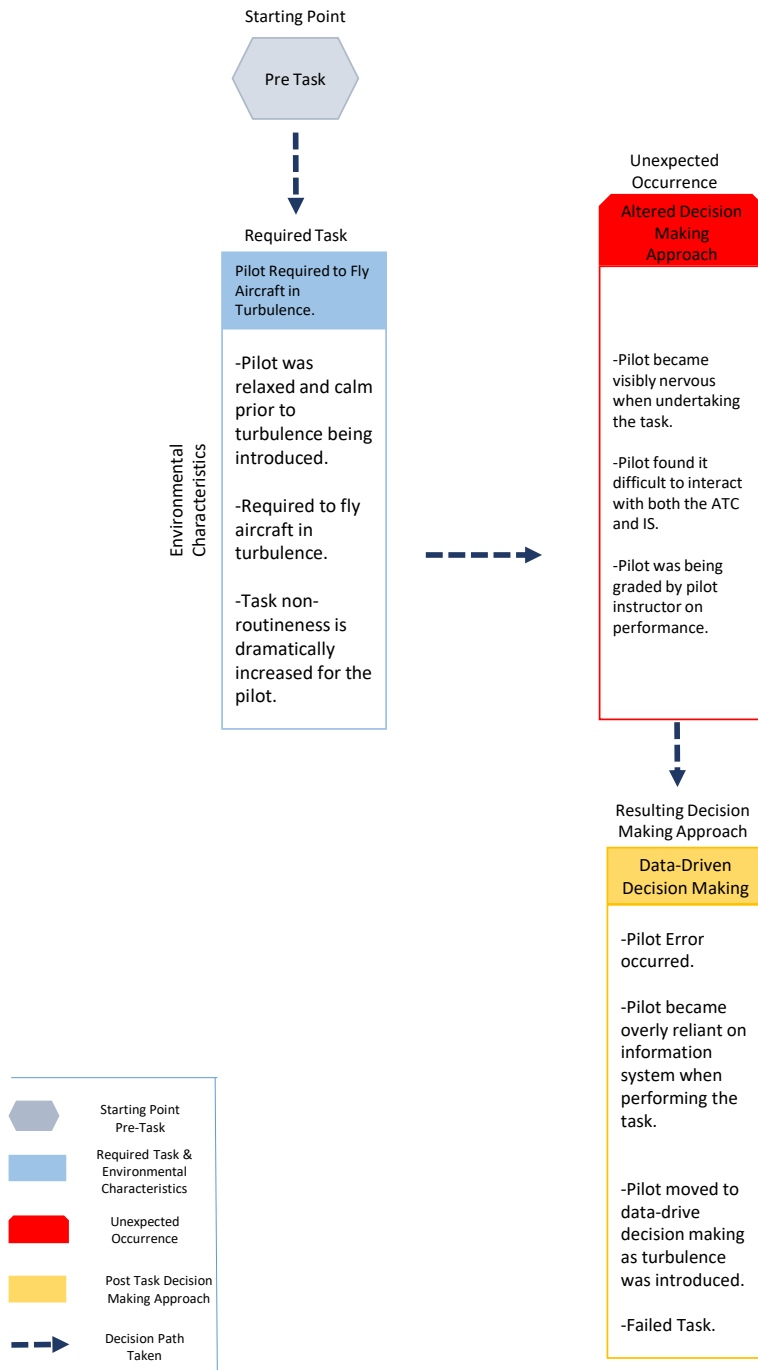 Starting Point
Pre Task
Required Task
Pilot Required to Fly
Aircraft in
Turbulence.
Environmental
Characteristics
-Pilot was
relaxed and calm
prior to
turbulence being
introduced.
-Required to fly
aircraft in
turbulence.
-Task non-
routineness is
dramatically
increased for the
pilot.
Unexpected
Occurrence
Altered Decision
Making
Approach
-Pilot became
visibly nervous
when undertaking
the task.
-Pilot found it
difficult to interact
with both the ATC
and IS.
-Pilot was being
graded by pilot
instructor on
performance.
Resulting Decision
Making Approach
Data-Driven
Decision Making
-Pilot Error
occurred.
-Pilot became
overly reliant on
information
system when
performing the
task.
-Pilot moved to
data-drive
decision making
as turbulence
was introduced.
-Failed Task.
Starting Point
Pre-Task
Required Task &
Environmental
Characteristics
Unexpected
Occurrence
Post Task Decision
Making Approach
Decision Path
Taken